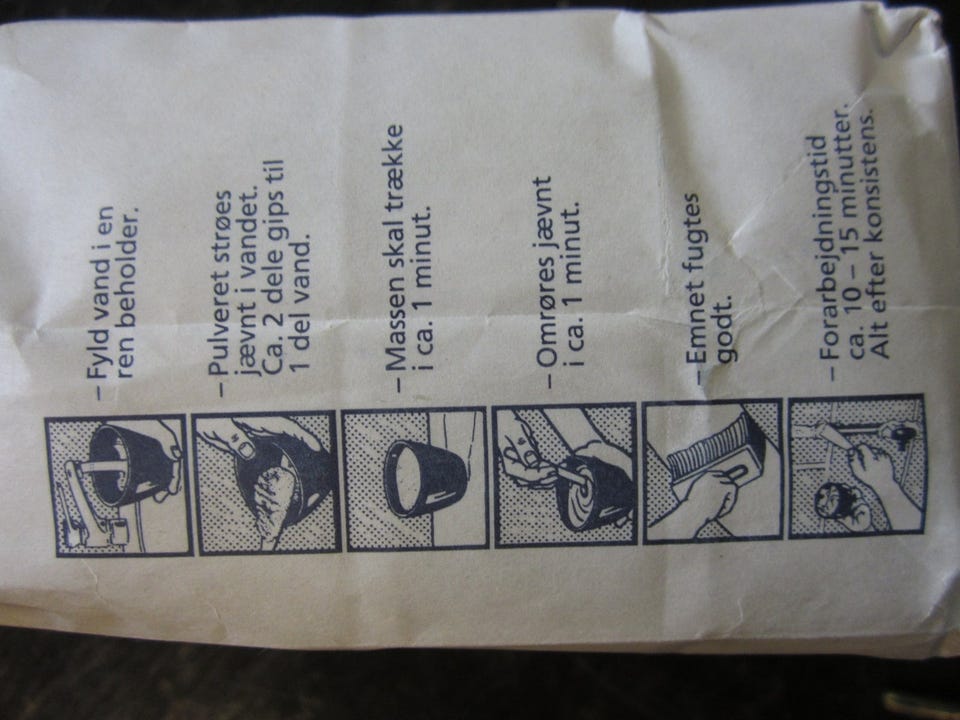 – Fyld vand i en
ren beholder.
– Pulveret strøes
jævnt i vandet.
Ca. 2 dele gips til
1 del vand.
– Massen skal trække
i ca. 1 minut.
– Omrøres jævnt
i ca. 1 minut.
– Emnet fugtes
godt.
– Forarbejdningstid
ca. 10 – 15 minutter.
Alt efter konsistens.